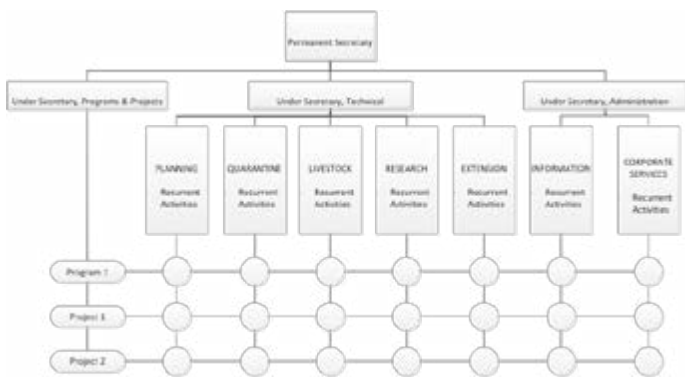 Permanent Secretary
Under Secretary, Programs & Projects
Under Secretary, Technical
Under Secretary, Administration
PLANNING
Recurrent
Activities
QUARANTINE
Recurrent
Activities
LIVESTOCK
Recurrent
Activities
RESEARCH
Recurrent
Activities
EXTENSION
Recurrent
Activities
INFORMATION
Recurrent
Activities
CORPORATE
SERVICES
Recurrent
Activities
Program 1
Project 1
Project 2